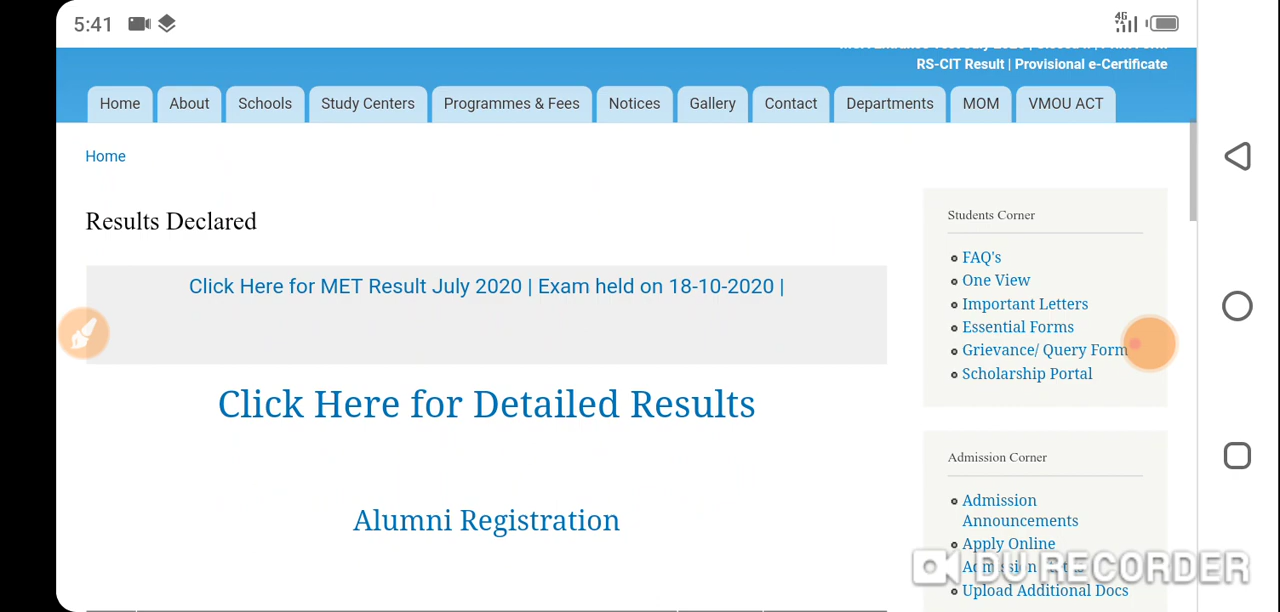 5:41
4G
RS-CIT Result | Provisional e-Certificate
Home
About
Schools
Study Centers
Programmes & Fees
Notices
Gallery
Contact
Departments
MOM
VMOU ACT
Home
Results Declared
Click Here for MET Result July 2020 | Exam held on 18-10-2020 |
Click Here for Detailed Results
Alumni Registration
Students Corner
FAQ's
One View
Important Letters
Essential Forms
Grievance/ Query Form
Scholarship Portal
Admission Corner
Admission
Announcements
Apply Online
Admission
Upload Additional Docs
DU RECORDER